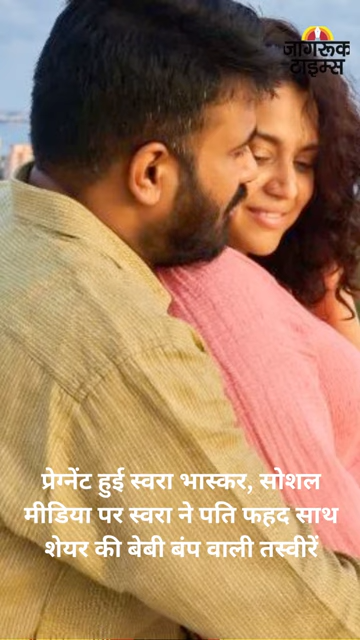 जागरूक
टाइम्स
प्रेग्नेंट हुई स्वरा भास्कर, सोशल
मीडिया पर स्वरा ने पति फहद साथ
शेयर की बेबी बंप वाली तस्वीरें